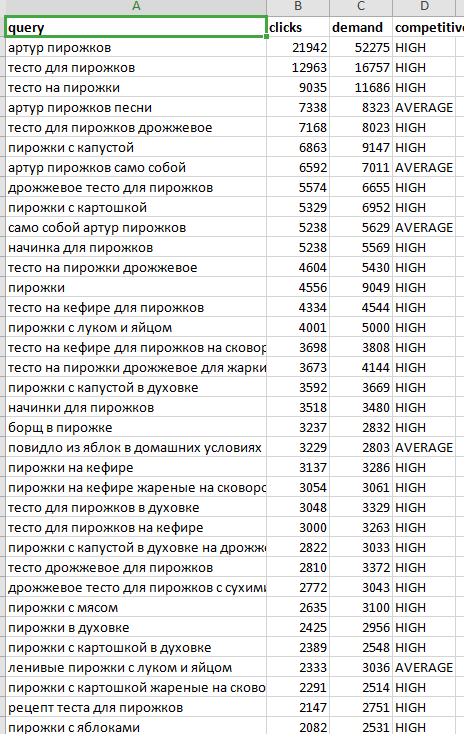 A B C D
query clicks demand competitive
артур пирожков 21942 52275 HIGH
тесто для пирожков 12963 16757 HIGH
тесто на пирожки 9035 11686 HIGH
артур пирожков песни 7338 8323 AVERAGE
тесто для пирожков дрожжевое 7168 8023 HIGH
пирожки с капустой 6863 9147 HIGH
артур пирожков само собой 6592 7011 AVERAGE
дрожжевое тесто для пирожков 5574 6655 HIGH
пирожки с картошкой 5329 6952 HIGH
само собой артур пирожков 5238 5629 AVERAGE
начинка для пирожков 5238 5569 HIGH
тесто на пирожки дрожжевое 4604 5430 HIGH
пирожки 4556 9049 HIGH
тесто на кефире для пирожков 4334 4544 HIGH
пирожки с луком и яйцом 4001 5000 HIGH
тесто на кефире для пирожков на сковор 3698 3808 HIGH
тесто на пирожки дрожжевое для жарки 3673 4144 HIGH
пирожки с капустой в духовке 3592 3669 HIGH
начинки для пирожков 3518 3480 HIGH
борщ в пирожке 3237 2832 HIGH
повидло из яблок в домашних условиях 3229 2803 AVERAGE
пирожки на кефире 3137 3286 HIGH
пирожки на кефире жареные на сковоро 3054 3061 HIGH
тесто для пирожков в духовке 3048 3329 HIGH
тесто для пирожков на кефире 3000 3263 HIGH
пирожки с капустой в духовке на дрожж 2822 3033 HIGH
тесто дрожжевое для пирожков 2810 3372 HIGH
дрожжевое тесто для пирожков с сухими 2772 3043 HIGH
пирожки с мясом 2635 3100 HIGH
пирожки в духовке 2425 2956 HIGH
пирожки с картошкой в духовке 2389 2548 HIGH
ленивые пирожки с луком и яйцом 2333 3036 AVERAGE
пирожки с картошкой жареные на сково 2291 2514 HIGH
рецепт теста для пирожков 2147 2751 HIGH
пирожки с яблоками 2082 2531 HIGH